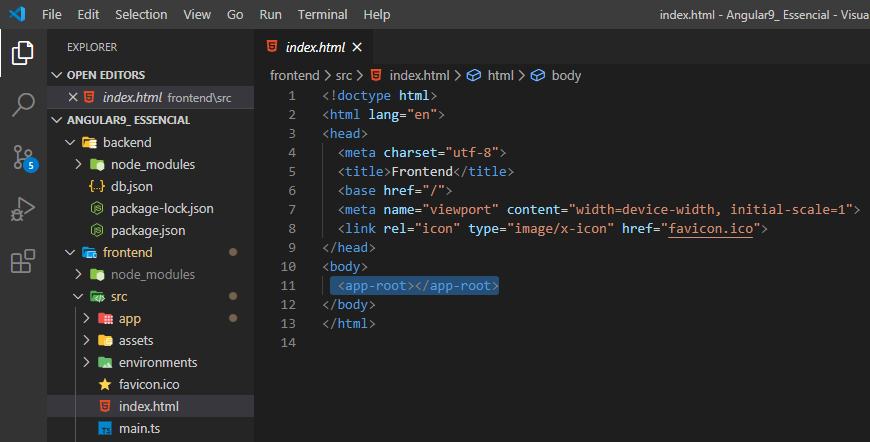 File Edit Selection View Go Run Terminal Help
index.html - Angular9_ Essencial - Visua
EXPLORER
OPEN EDITORS
index.html frontend\src
ANGULAR9_ ESSENCIAL
backend
node_modules
db.json
package-lock.json
package.json
frontend
node_modules
src
app
assets
environments
favicon.ico
index.html
main.ts
5
index.html
frontend > src > index.html > html > body
1 <!doctype html>
2 <html lang="en">
3 <head>
4 <meta charset="utf-8">
5 <title>Frontend</title>
6 <base href="/">
7 <meta name="viewport" content="width=device-width, initial-scale=1">
8 <link rel="icon" type="image/x-icon" href="favicon.ico">
9 </head>
10 <body>
11 <app-root></app-root>
12 </body>
13 </html>
14